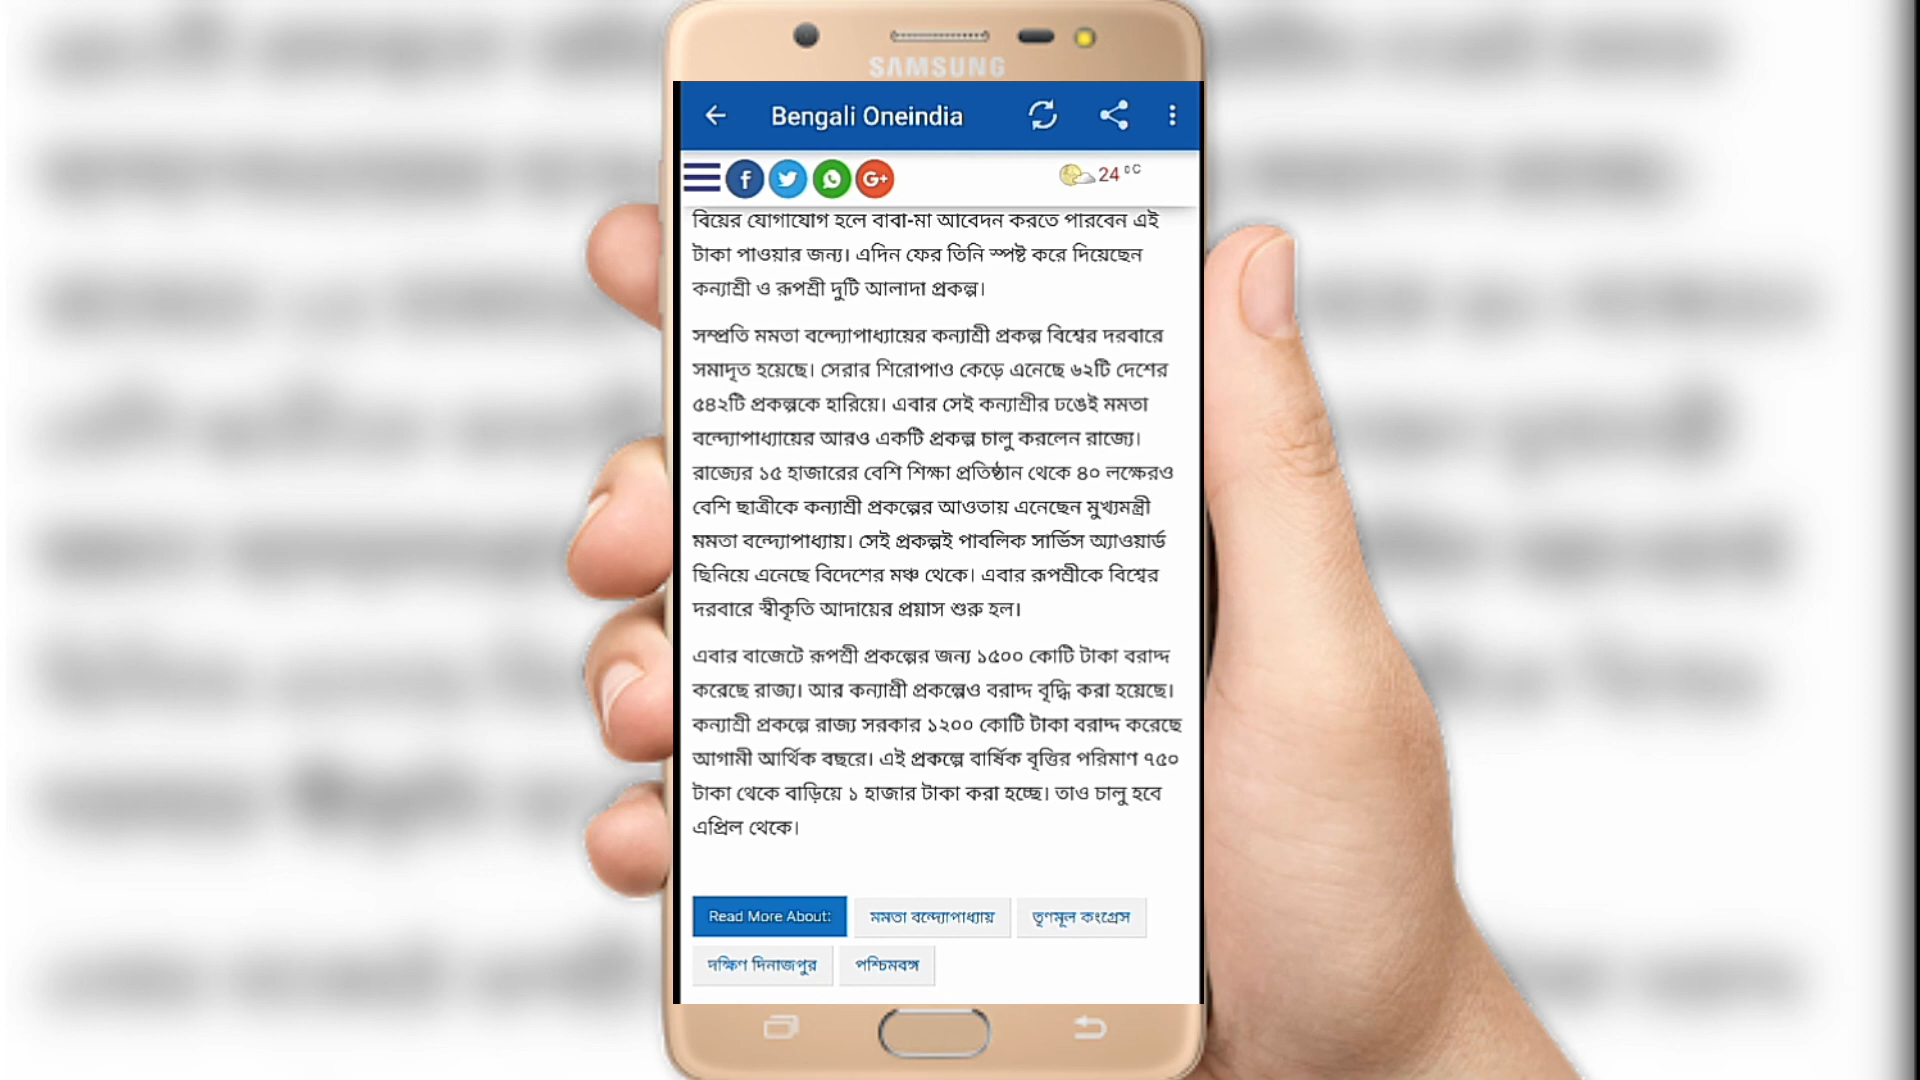 SAMSUNG
Bengali Oneindia
24 °C
বিয়ের যোগাযোগ হলে বাবা-মা আবেদন করতে পারবেন এই
টাকা পাওয়ার জন্য। এদিন ফের তিনি স্পষ্ট করে দিয়েছেন
কন্যাশ্রী ও রূপশ্রী দুটি আলাদা প্রকল্প।
সম্প্রতি মমতা বন্দ্যোপাধ্যায়ের কন্যাশ্রী প্রকল্প বিশ্বের দরবারে
সমাদৃত হয়েছে। সেরার শিরোপাও কেড়ে এনেছে ৬২টি দেশের
৫৪২টি প্রকল্পকে হারিয়ে। এবার সেই কন্যাশ্রীর ঢঙেই মমতা
বন্দ্যোপাধ্যায়ের আরও একটি প্রকল্প চালু করলেন রাজ্যে।
রাজ্যের ১৫ হাজারের বেশি শিক্ষা প্রতিষ্ঠান থেকে ৪০ লক্ষেরও
বেশি ছাত্রীকে কন্যাশ্রী প্রকল্পের আওতায় এনেছেন মুখ্যমন্ত্রী
মমতা বন্দ্যোপাধ্যায়। সেই প্রকল্পই পাবলিক সার্ভিস অ্যাওয়ার্ড
ছিনিয়ে এনেছে বিদেশের মঞ্চ থেকে। এবার রূপশ্রীকে বিশ্বের
দরবারে স্বীকৃতি আদায়ের প্রয়াস শুরু হল।
এবার বাজেটে রূপশ্রী প্রকল্পের জন্য ১৫০০ কোটি টাকা বরাদ্দ
করেছে রাজ্য। আর কন্যাশ্রী প্রকল্পেও বরাদ্দ বৃদ্ধি করা হয়েছে।
কন্যাশ্রী প্রকল্পে রাজ্য সরকার ১২০০ কোটি টাকা বরাদ্দ করেছে
আগামী আর্থিক বছরে। এই প্রকল্পে বার্ষিক বৃত্তির পরিমাণ ৭৫০
টাকা থেকে বাড়িয়ে ১ হাজার টাকা করা হচ্ছে। তাও চালু হবে
এপ্রিল থেকে।
Read More About: মমতা বন্দ্যোপাধ্যায় তৃণমূল কংগ্রেস
দক্ষিণ দিনাজপুর পশ্চিমবঙ্গ